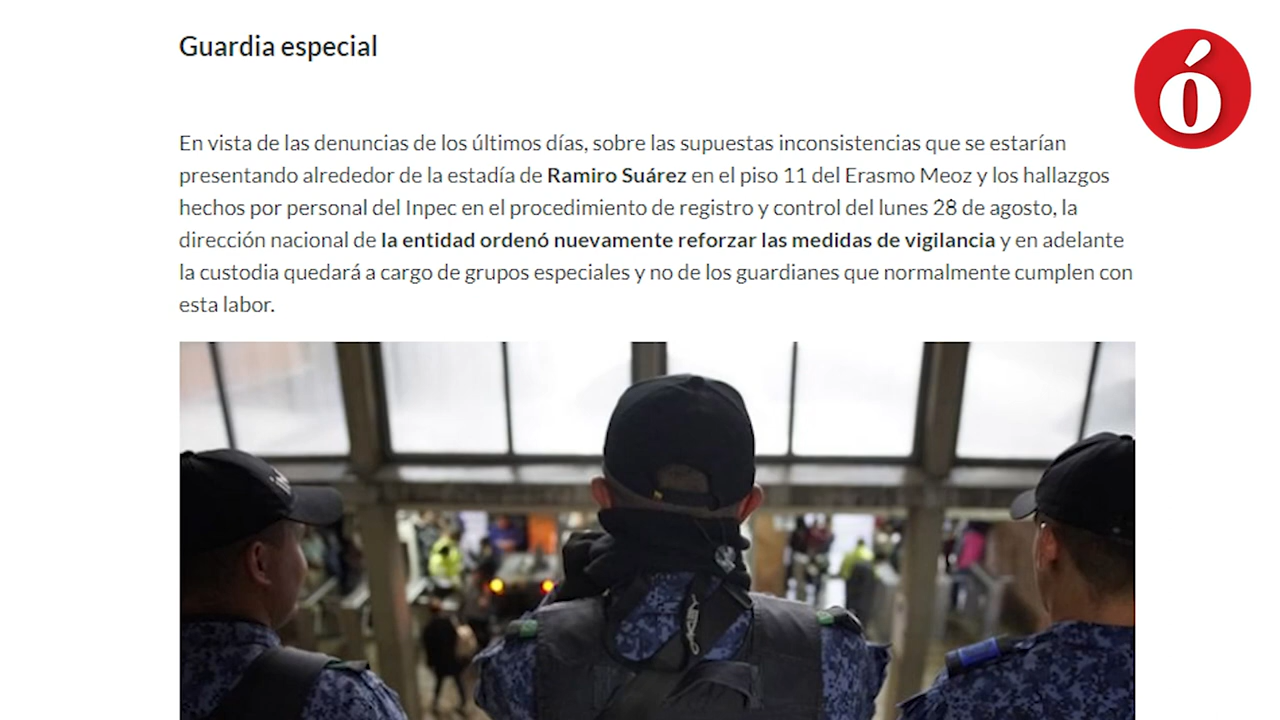 Guardia especial
En vista de las denuncias de los últimos días, sobre las supuestas inconsistencias que se estarían
presentando alrededor de la estadía de Ramiro Suárez en el piso 11 del Erasmo Meoz y los hallazgos
hechos por personal del Inpec en el procedimiento de registro y control del lunes 28 de agosto, la
dirección nacional de la entidad ordenó nuevamente reforzar las medidas de vigilancia y en adelante
la custodia quedará a cargo de grupos especiales y no de los guardianes que normalmente cumplen con
esta labor.
ó